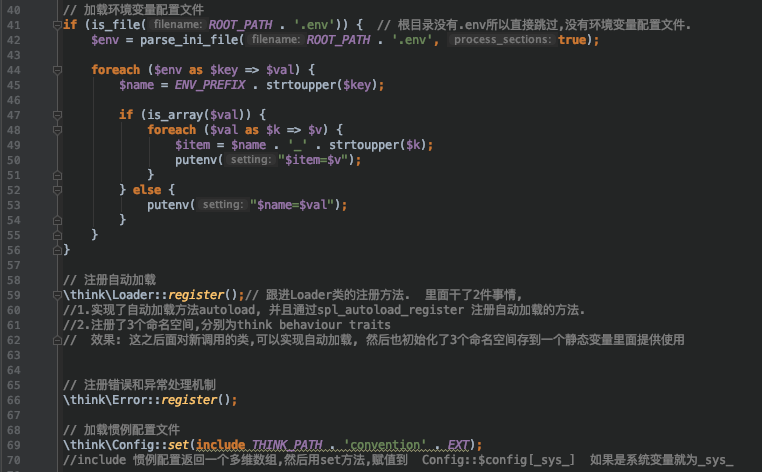 40 // 加载环境变量配置文件
41 if (is_file( filename: ROOT_PATH . '.env')) {  // 根目录没有.env所以直接跳过,没有环境变量配置文件.
42 $env = parse_ini_file( filename: ROOT_PATH . '.env', process_sections: true);
43
44 foreach ($env as $key => $val) {
45 $name = ENV_PREFIX . strtoupper($key);
46
47 if (is_array($val)) {
48 foreach ($val as $k => $v) {
49 $item = $name . '_' . strtoupper($k);
50 putenv( setting: "$item=$v");
51 }
52 } else {
53 putenv( setting: "$name=$val");
54 }
55 }
56 }
57
58 // 注册自动加载
59 \think\Loader::register();// 跟进Loader类的注册方法.  里面干了2件事情,
60 //1.实现了自动加载方法autoload, 并且通过spl_autoload_register 注册自动加载的方法.
61 //2.注册了3个命名空间,分别为think behaviour traits
62 //  效果: 这之后面对新调用的类,可以实现自动加载, 然后也初始化了3个命名空间存到一个静态变量里面提供使用
63
64
65 // 注册错误和异常处理机制
66 \think\Error::register();
67
68 // 加载惯例配置文件
69 \think\Config::set(include THINK_PATH . 'convention' . EXT);
70 //include 惯例配置返回一个多维数组,然后用set方法,赋值到  Config::$config[_sys_]  如果是系统变量就为_sys_